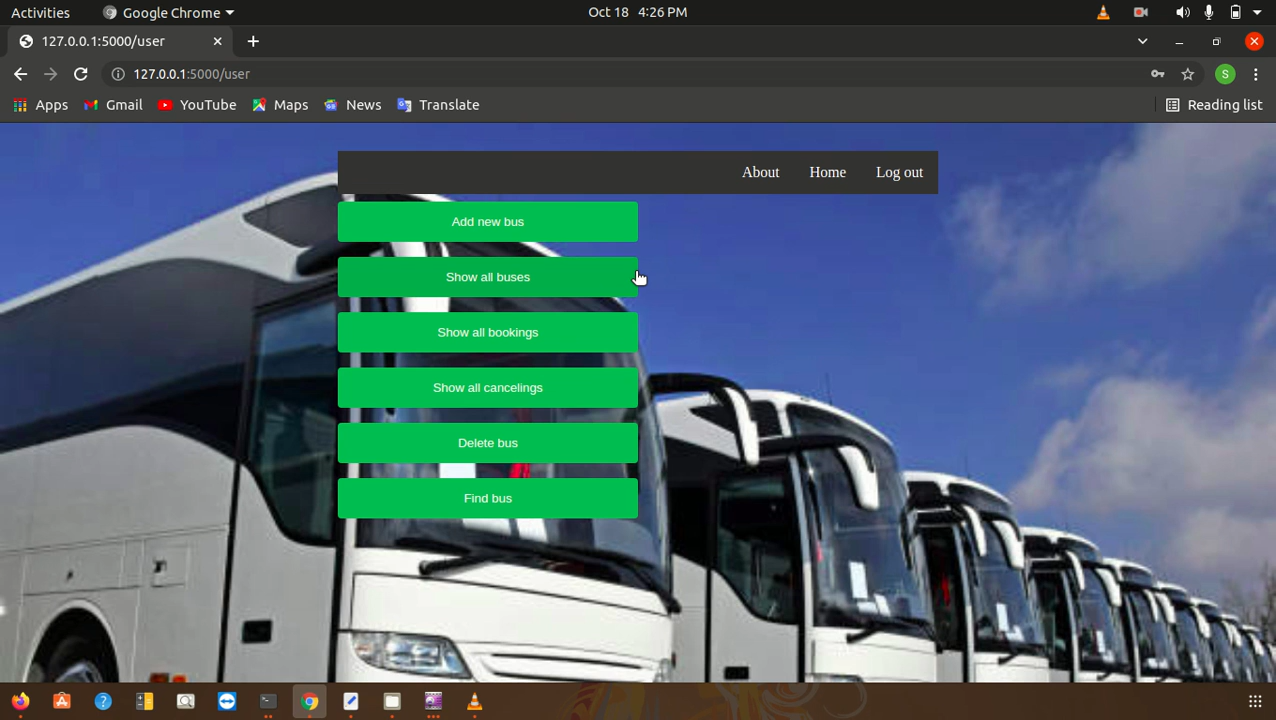 Activities Google Chrome Oct 18 4:26 PM
127.0.0.1:5000/user
127.0.0.1:5000/user S
Apps Gmail YouTube Maps News Translate Reading list
About Home Log out
Add new bus
Show all buses
Show all bookings
Show all cancelings
Delete bus
Find bus